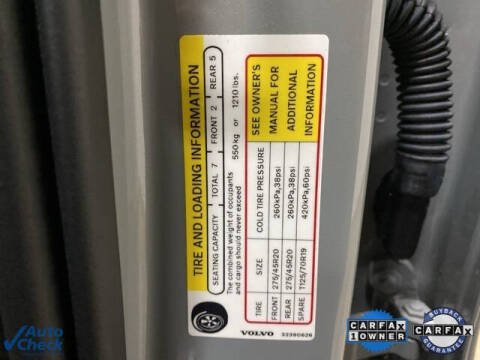 TIRE AND LOADING INFORMATION
SEATING CAPACITY TOTAL 7 FRONT 2 REAR 5
The combined weight of occupants
and cargo should never exceed 550 kg or 1210 lbs.
TIRE SIZE COLD TIRE PRESSURE
FRONT 275/45R20 260kPa,38psi
REAR 275/45R20 260kPa,38psi
SPARE T125/70R19 420kPa,60psi
SEE OWNER'S
MANUAL FOR
ADDITIONAL
INFORMATION
VOLVO 32280626
Auto
Check
CARFAX
1 OWNER
BUYBACK
CARFAX
GUARANTEE